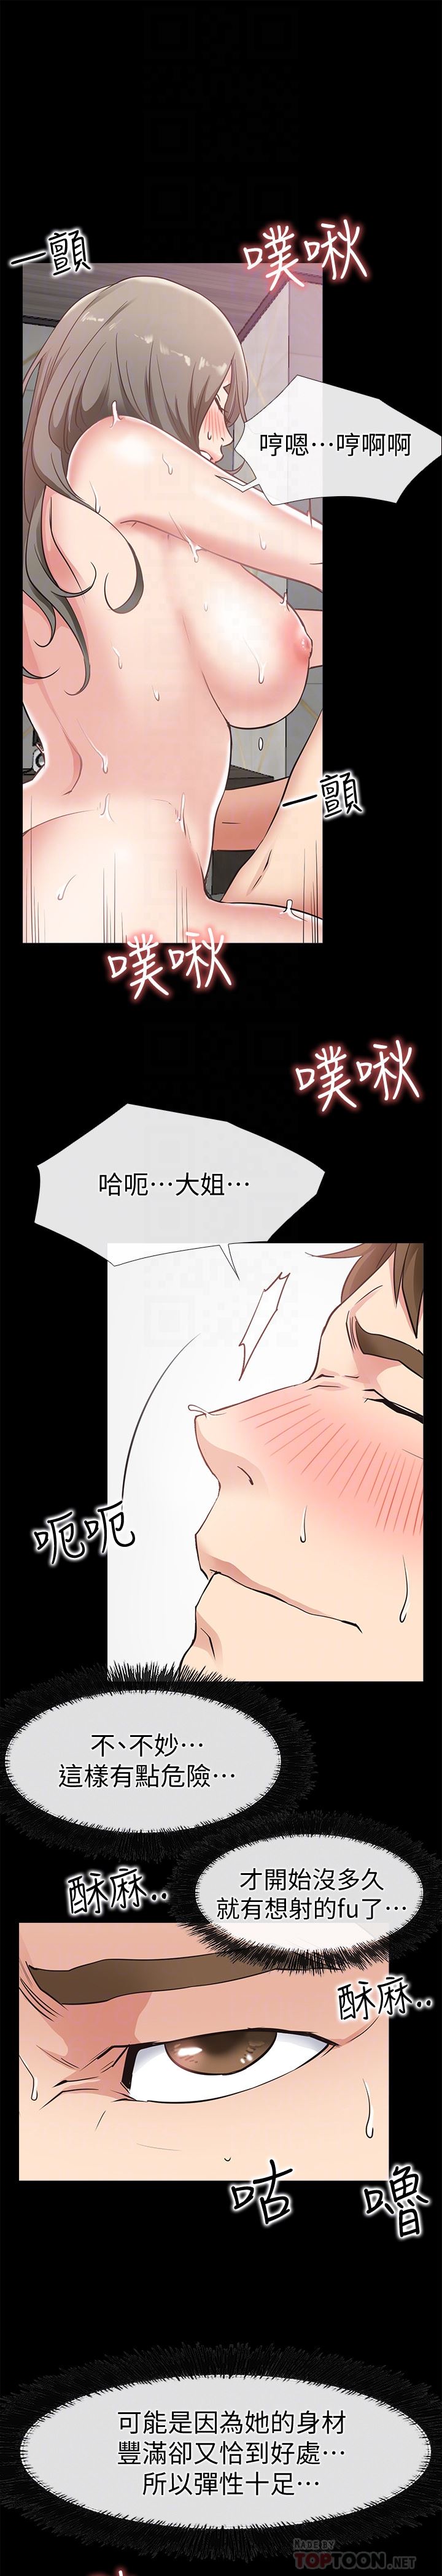 一顫
噗啾
哼嗯⋯哼啊啊
一顫
噗啾
噗啾
哈呃⋯大姐⋯
呃呃
不、不妙⋯
這樣有點危險⋯
才開始沒多久
就有想射的fu了⋯
酥麻..
酥麻..
咕
嚕
可能是因為她的身材
豐滿卻又恰到好處⋯
所以彈性十足⋯
MADE BY
TOPTOON.NET